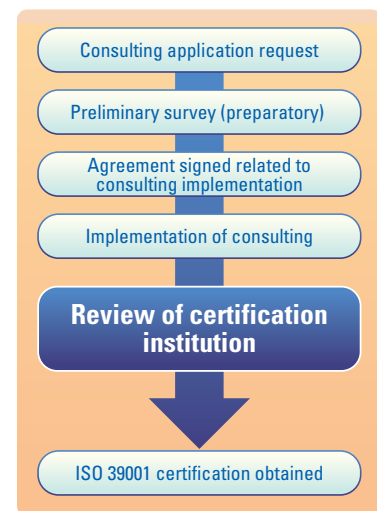 Consulting application request
Preliminary survey (preparatory)
Agreement signed related to
consulting implementation
Implementation of consulting
Review of certification
institution
ISO 39001 certification obtained